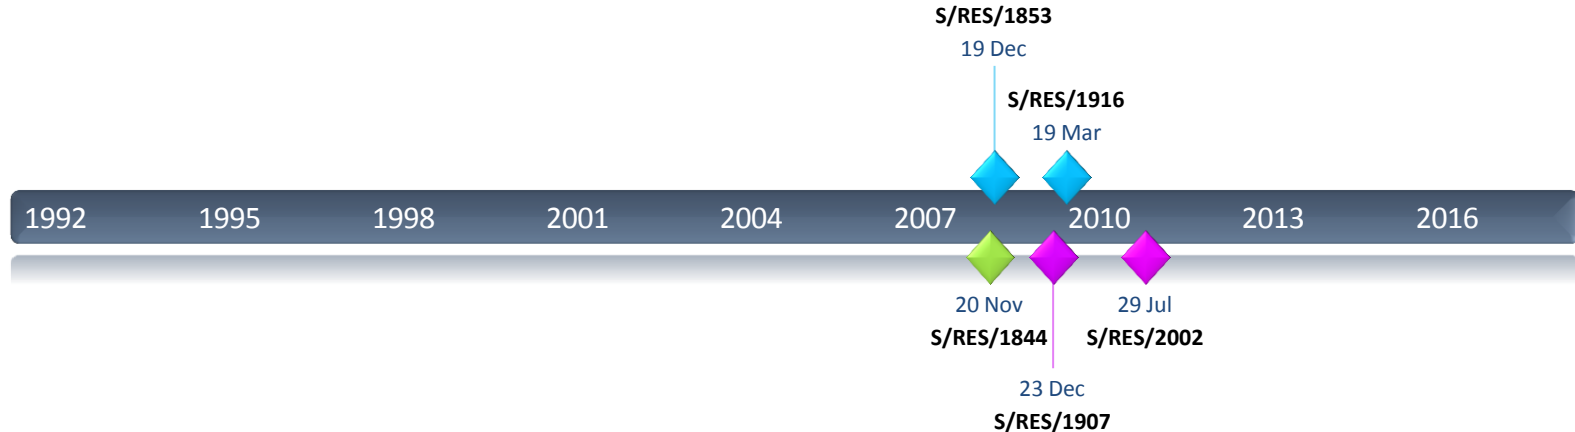 S/RES/1853
19 Dec
S/RES/1916
19 Mar
1992 1995 1998 2001 2004 2007 2010 2013 2016
20 Nov 29 Jul
S/RES/1844 S/RES/2002
23 Dec
S/RES/1907